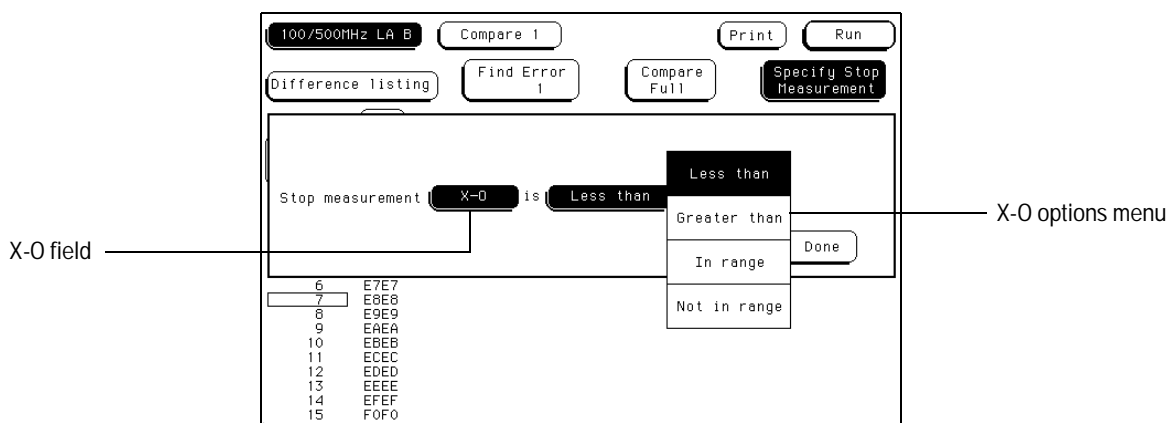 100/500MHz LA B
Compare 1
Print
Run
Difference listing
Find Error
1
Compare
Full
Specify Stop
Measurement
Stop measurement X-O is Less than
Less than
Greater than
In range
Not in range
Done
X-O field
X-O options menu
6 E7E7
7 E8E8
8 E9E9
9 EAEA
10 EBEB
11 ECEC
12 EDED
13 EEEE
14 EFEF
15 F0F0